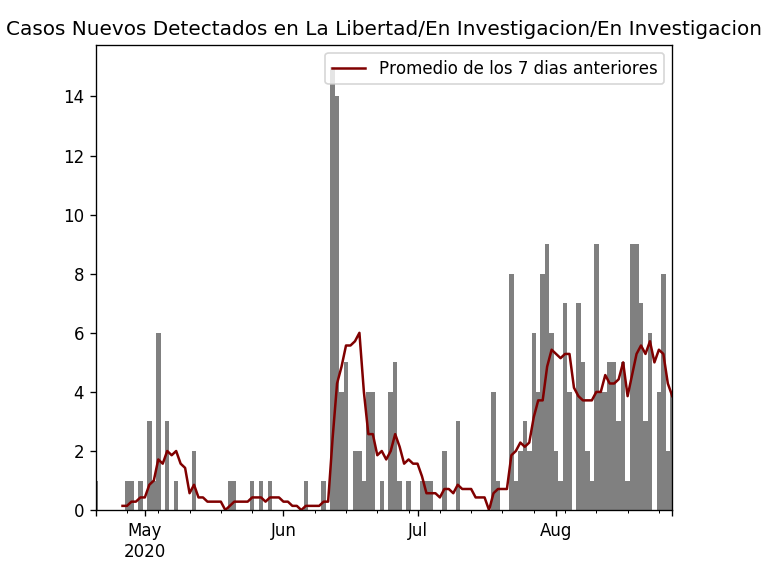 Casos Nuevos Detectados en La Libertad/En Investigacion/En Investigacion
Promedio de los 7 dias anteriores
14
12
10
8
6
4
2
0
May
2020
Jun
Jul
Aug